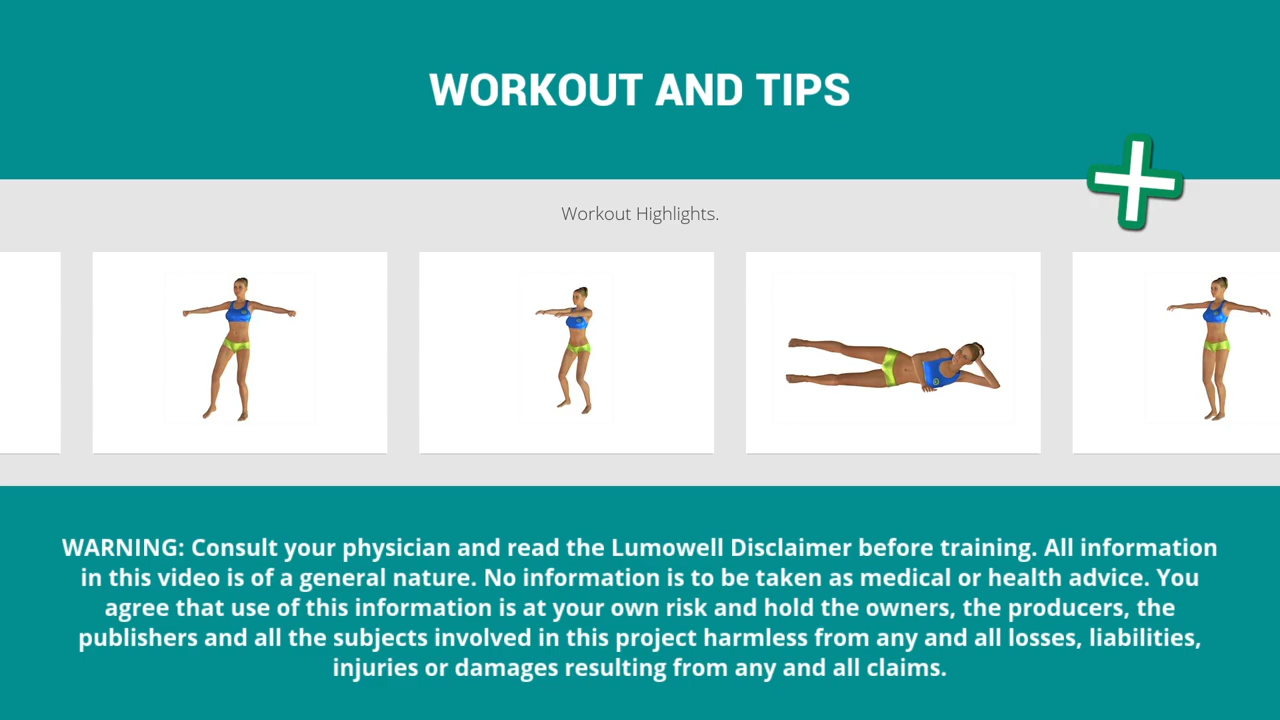 WORKOUT AND TIPS
Workout Highlights.
WARNING: Consult your physician and read the Lumowell Disclaimer before training. All information
in this video is of a general nature. No information is to be taken as medical or health advice. You
agree that use of this information is at your own risk and hold the owners, the producers, the
publishers and all the subjects involved in this project harmless from any and all losses, liabilities,
injuries or damages resulting from any and all claims.